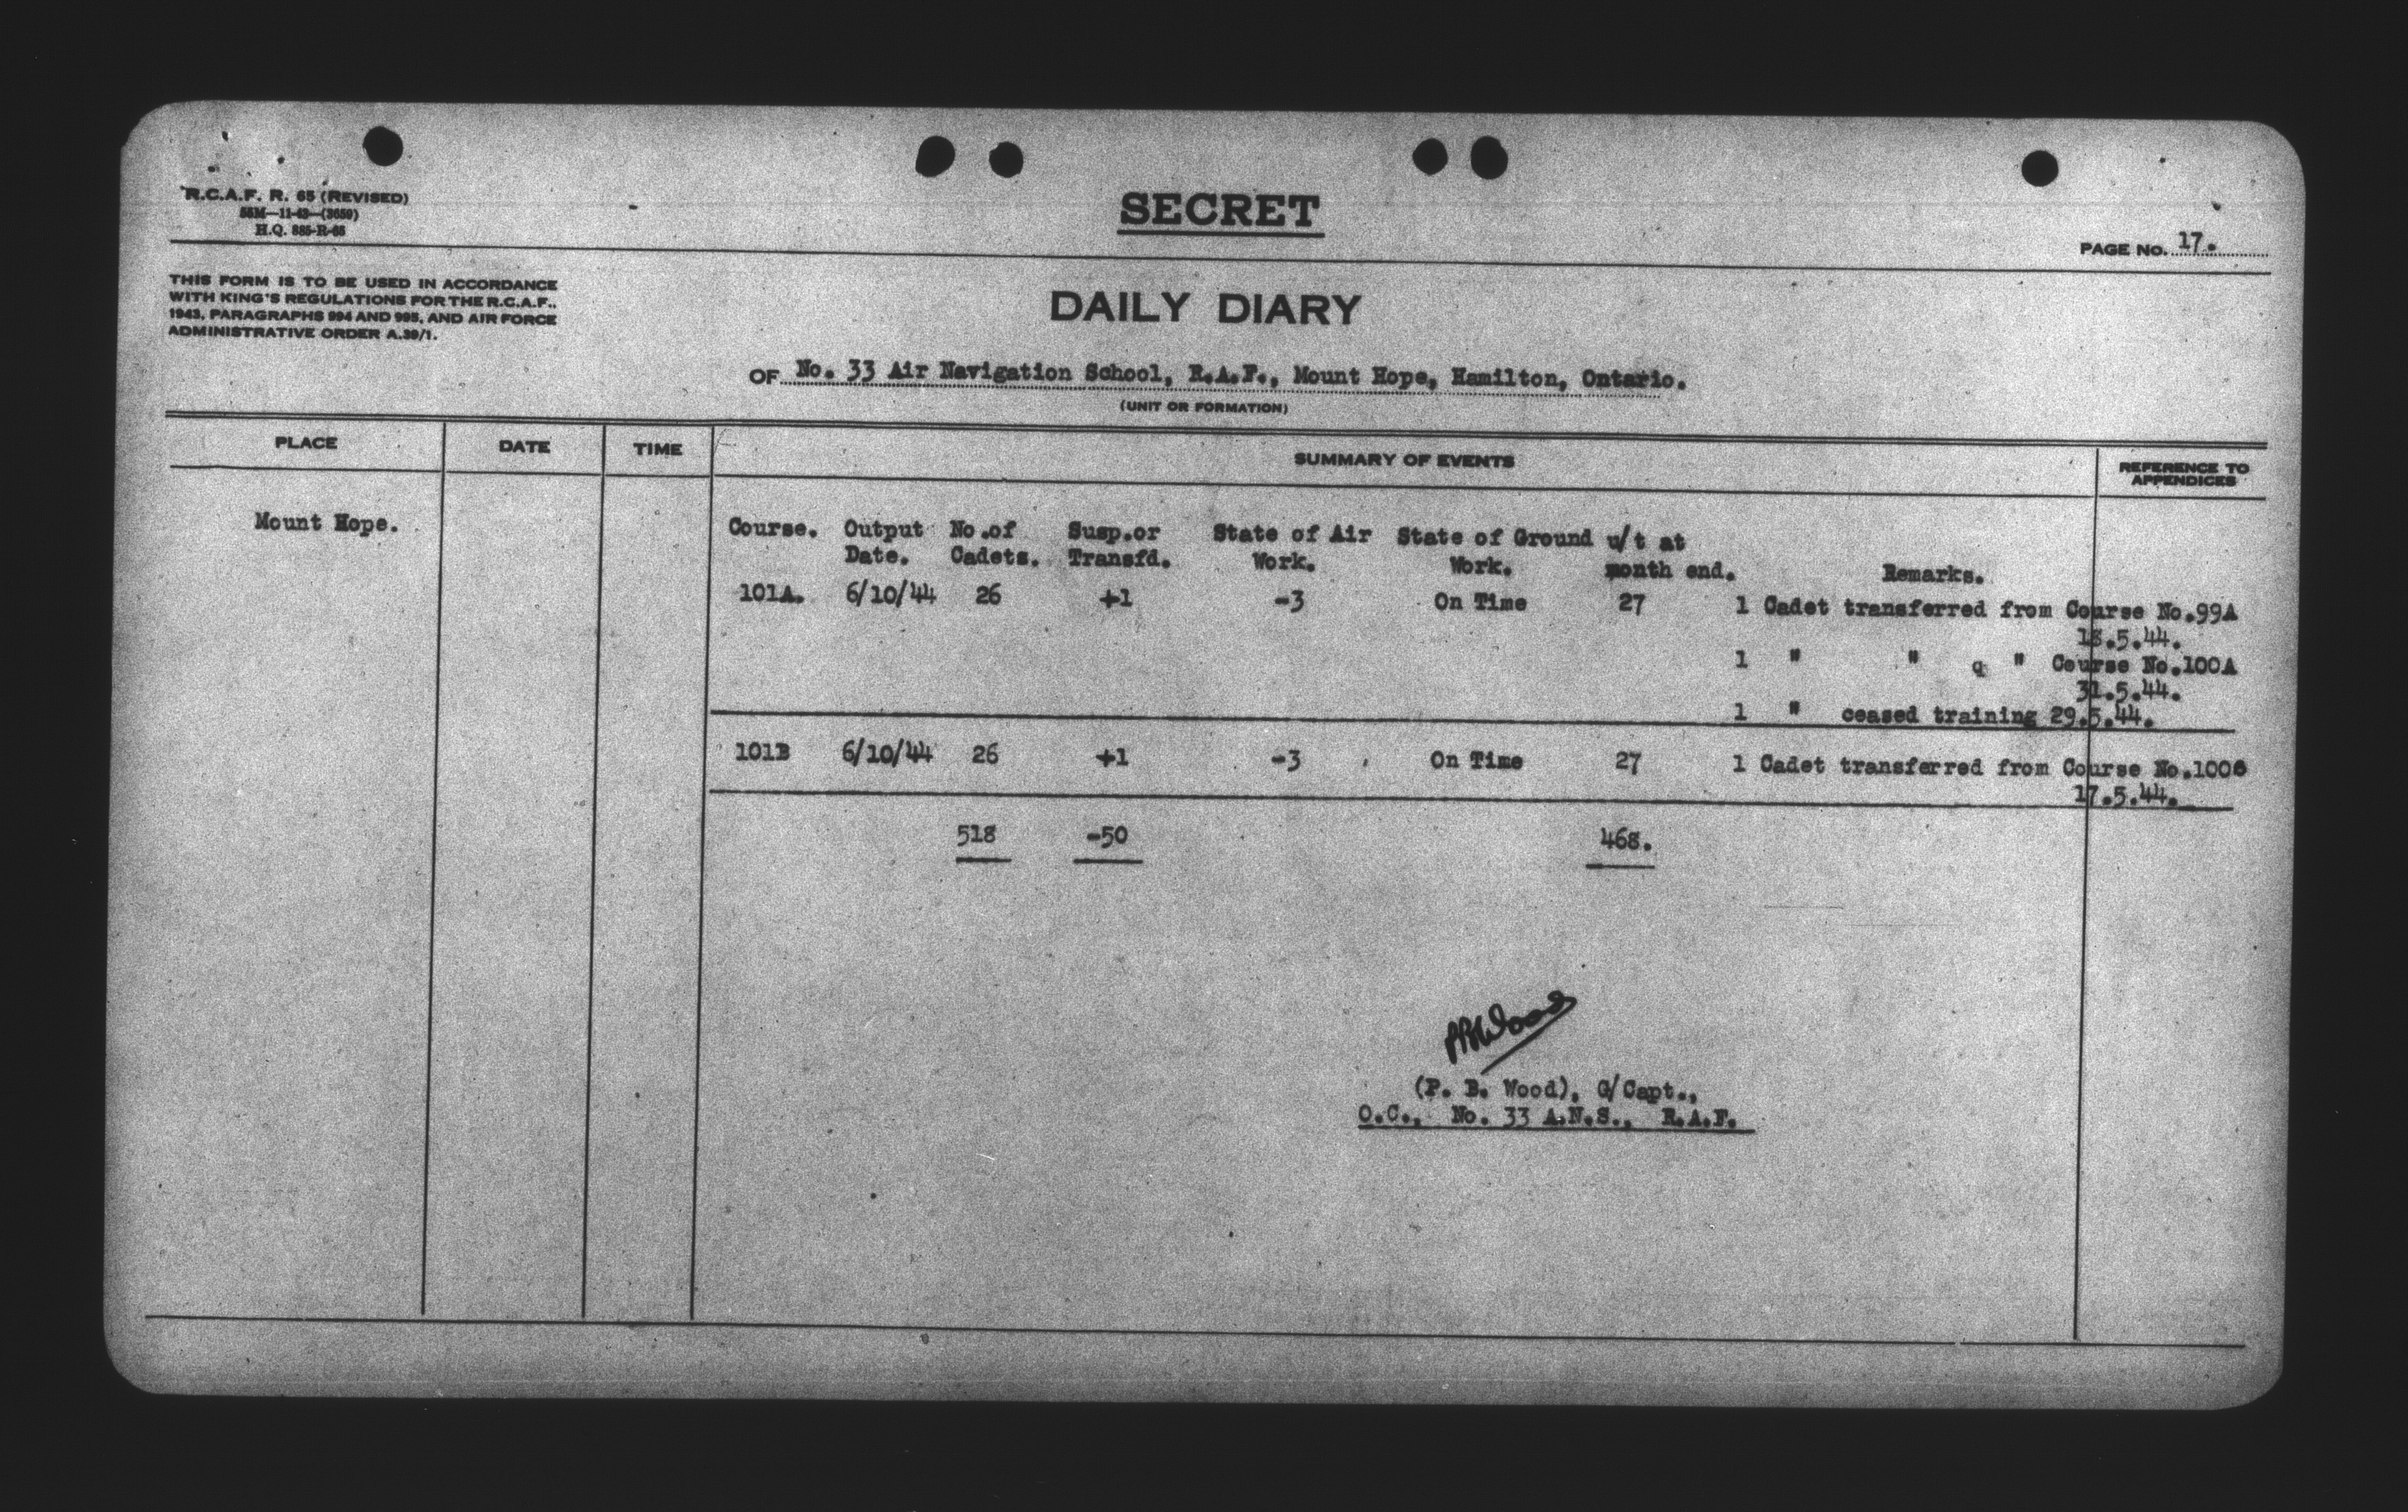 R.C.A.F. R. 65 (REVISED)
55M—11-43—(3659)
H.Q. 885-R-65
SECRET
PAGE No. 17.
THIS FORM IS TO BE USED IN ACCORDANCE
WITH KING'S REGULATIONS FOR THE R.C.A.F.,
1943, PARAGRAPHS 994 AND 995, AND AIR FORCE
ADMINISTRATIVE ORDER A.39/1.
DAILY DIARY
OF No. 33 Air Navigation School, R.A.F., Mount Hope, Hamilton, Ontario.
(UNIT OR FORMATION)
PLACE DATE TIME SUMMARY OF EVENTS REFERENCE TO
APPENDICES
Mount Hope.
Course. Output No.of Susp.or State of Air State of Ground u/t at
Date. Cadets. Transfd. Work. Work. month end. Remarks.
101A. 6/10/44 26 +1 -3 On Time 27 1 Cadet transferred from Course No.99A
18.5.44.
1 " " q " Course No.100A
31.5.44.
1 " ceased training 29.5.44.
101B 6/10/44 26 +1 -3 On Time 27 1 Cadet transferred from Course No.
17.5.44.
518 -50 468.
PBWood
(P. B. Wood), G/Capt.,
O.C., No. 33 A.N.S., R.A.F.